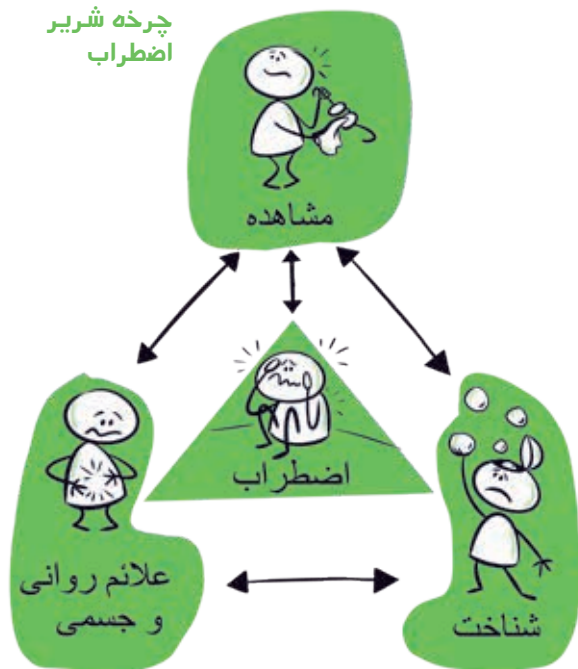 چرخه شریر
اضطراب
مشاهده
اضطراب
علائم روانی
و جسمی
شناخت